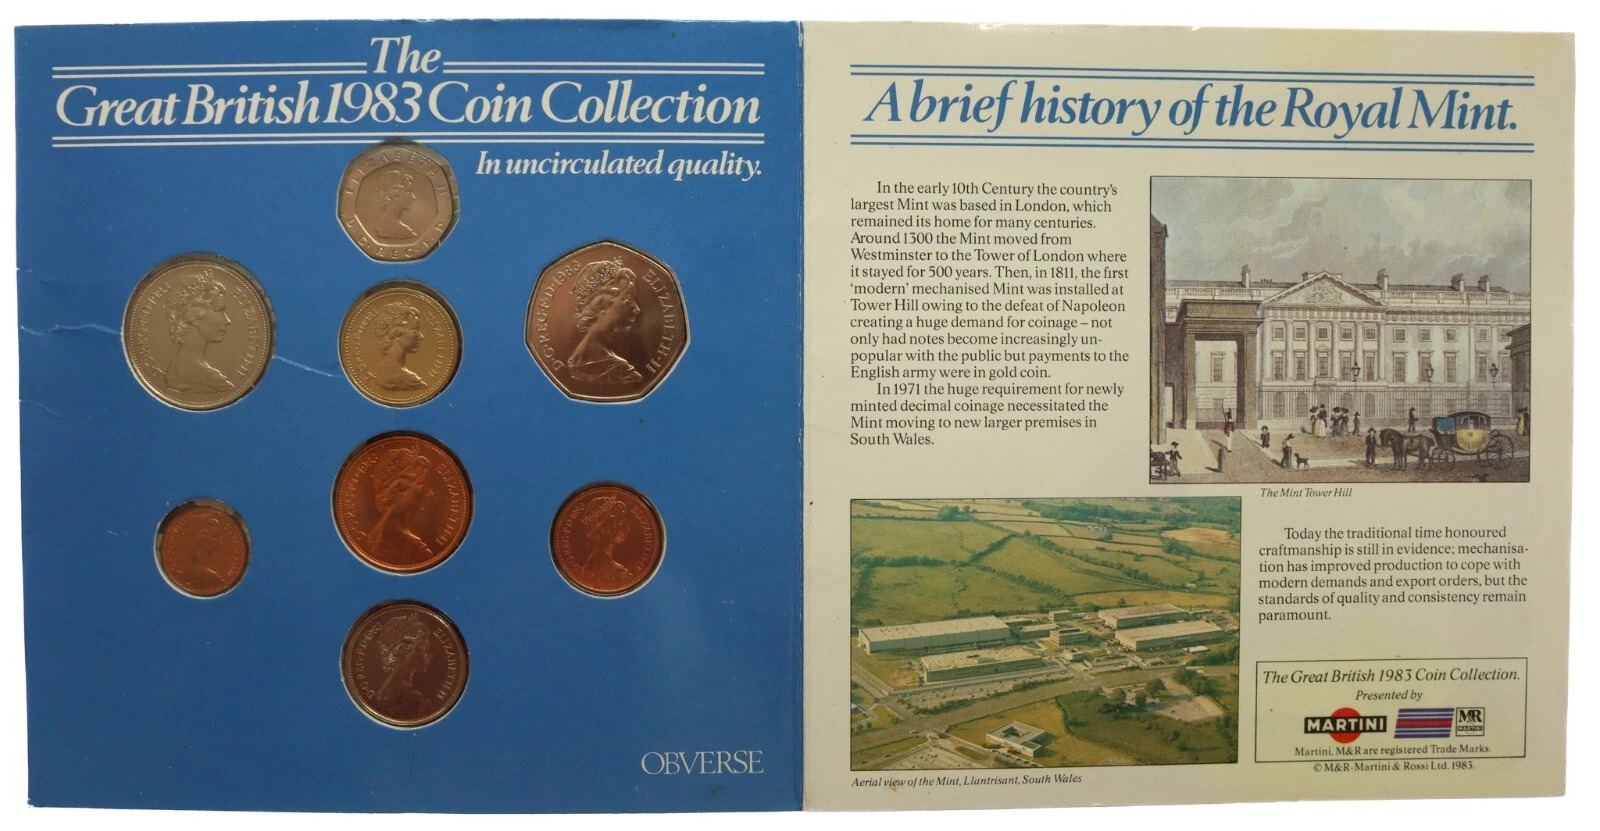 The
Great British 1983 Coin Collection
In uncirculated quality.
OBVERSE
A brief history of the Royal Mint.
In the early 10th Century the country's
largest Mint was based in London, which
remained its home for many centuries.
Around 1300 the Mint moved from
Westminster to the Tower of London where
it stayed for 500 years. Then, in 1811, the first
'modern' mechanised Mint was installed at
Tower Hill owing to the defeat of Napoleon
creating a huge demand for coinage – not
only had notes become increasingly un-
popular with the public but payments to the
English army were in gold coin.
In 1971 the huge requirement for newly
minted decimal coinage necessitated the
Mint moving to new larger premises in
South Wales.
The Mint Tower Hill
Today the traditional time honoured
craftmanship is still in evidence; mechanisa-
tion has improved production to cope with
modern demands and export orders, but the
standards of quality and consistency remain
paramount.
Aerial view of the Mint, Llantrisant, South Wales
The Great British 1983 Coin Collection.
Presented by
MARTINI
M&R
MARTINI
Martini, M&R are registered Trade Marks.
© M&R-Martini & Rossi Ltd. 1983.
ELIZABETH II
D·G·REG·F·D·1983
ELIZABETH·II
ELIZABETH II